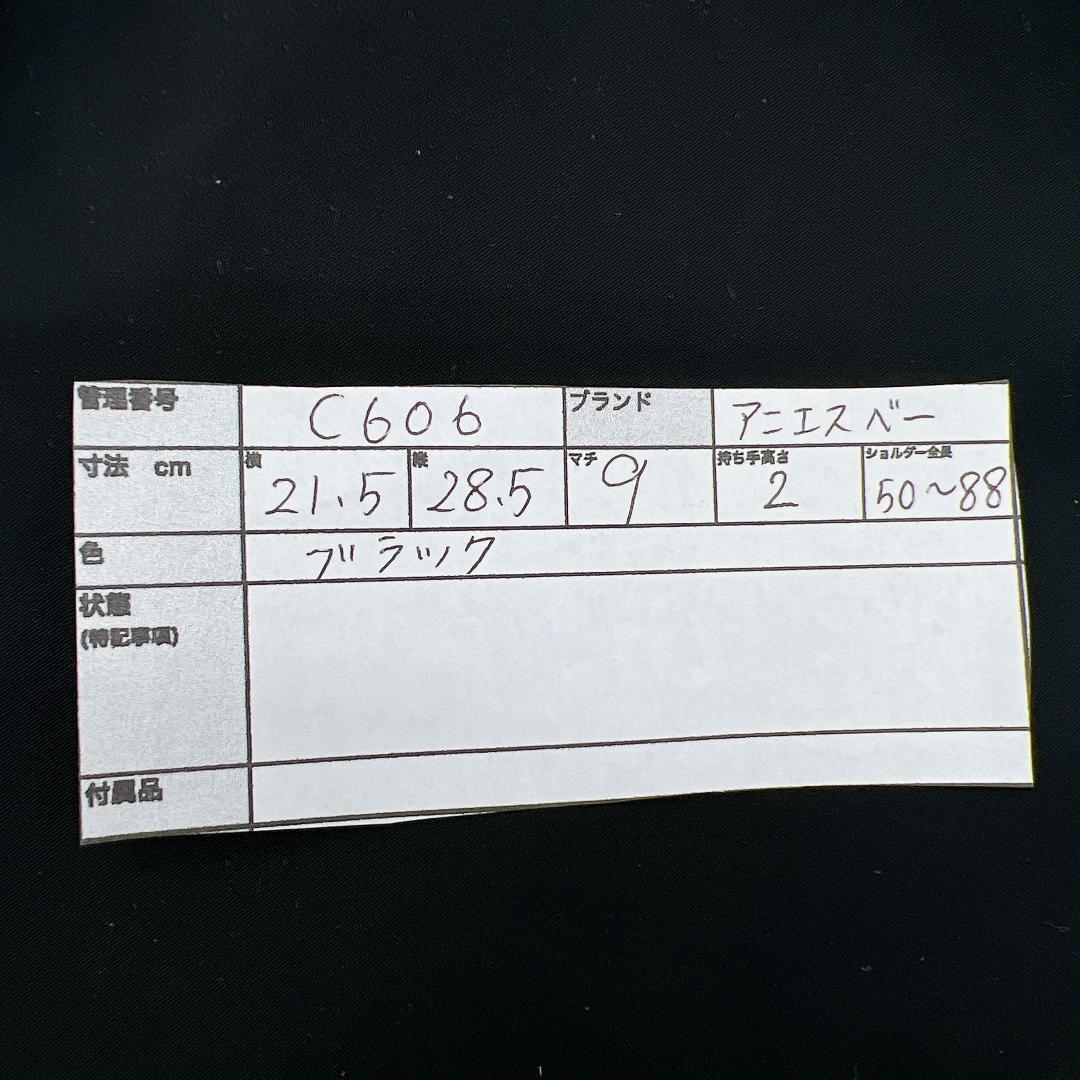 管理番号 C606 ブランド アニエスベー
寸法 cm 横 21.5 縦 28.5 マチ 9 持ち手高さ 2 ショルダー全長 50~88
色 ブラック
状態
(特記事項)
付属品